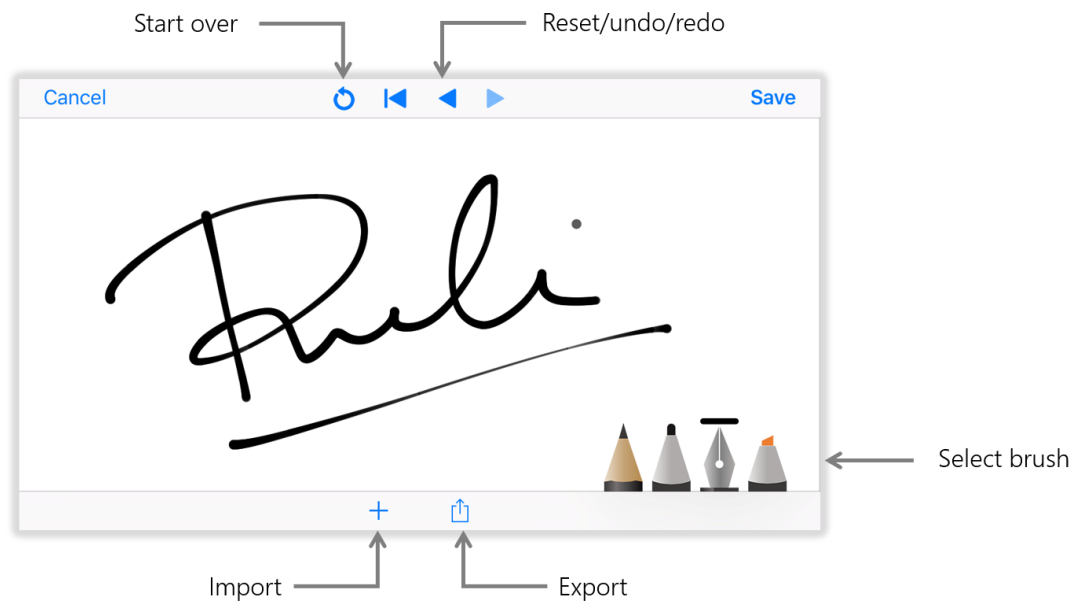 Start over
Reset/undo/redo
Cancel
Save
Ruli
Select brush
Import
Export